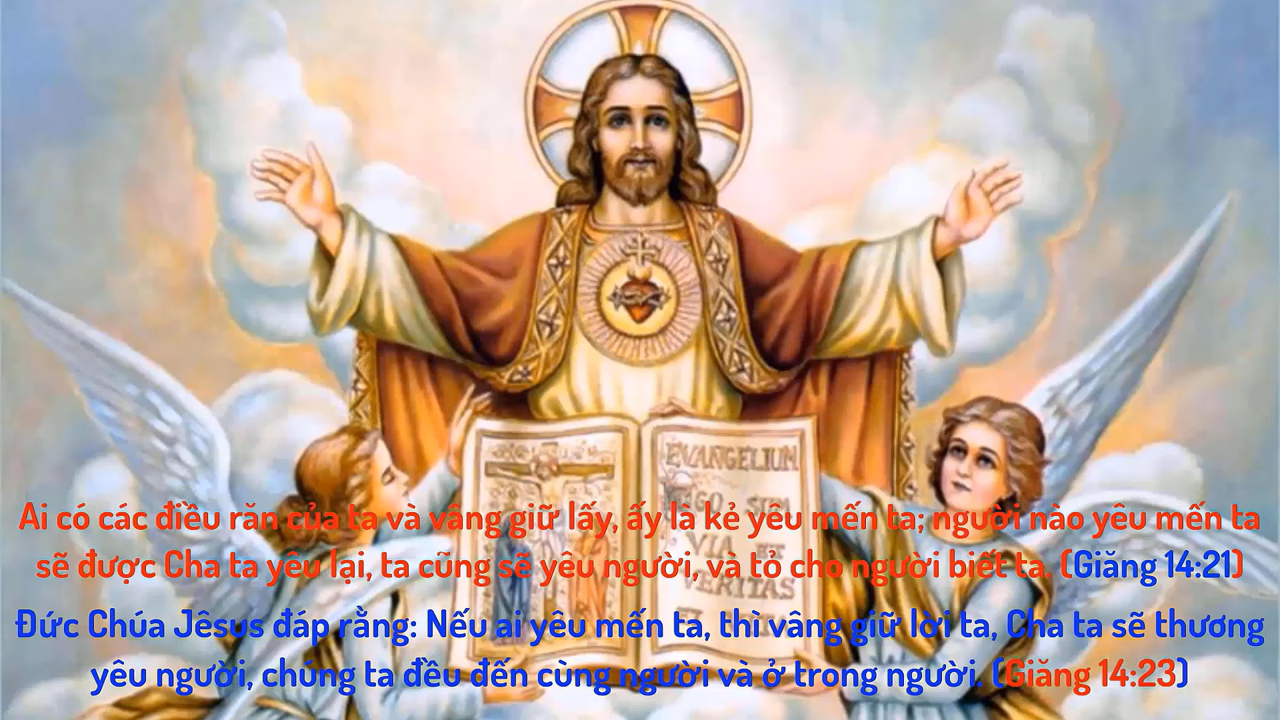 EVANGELIUM
EGO SUM
VIA ET
VERITAS
Ai có các điều răn của ta và vâng giữ lấy, ấy là kẻ yêu mến ta; người nào yêu mến ta
sẽ được Cha ta yêu lại, ta cũng sẽ yêu người, và tỏ cho người biết ta. (Giăng 14:21)
Đức Chúa Jêsus đáp rằng: Nếu ai yêu mến ta, thì vâng giữ lời ta, Cha ta sẽ thương
yêu người, chúng ta đều đến cùng người và ở trong người. (Giăng 14:23)